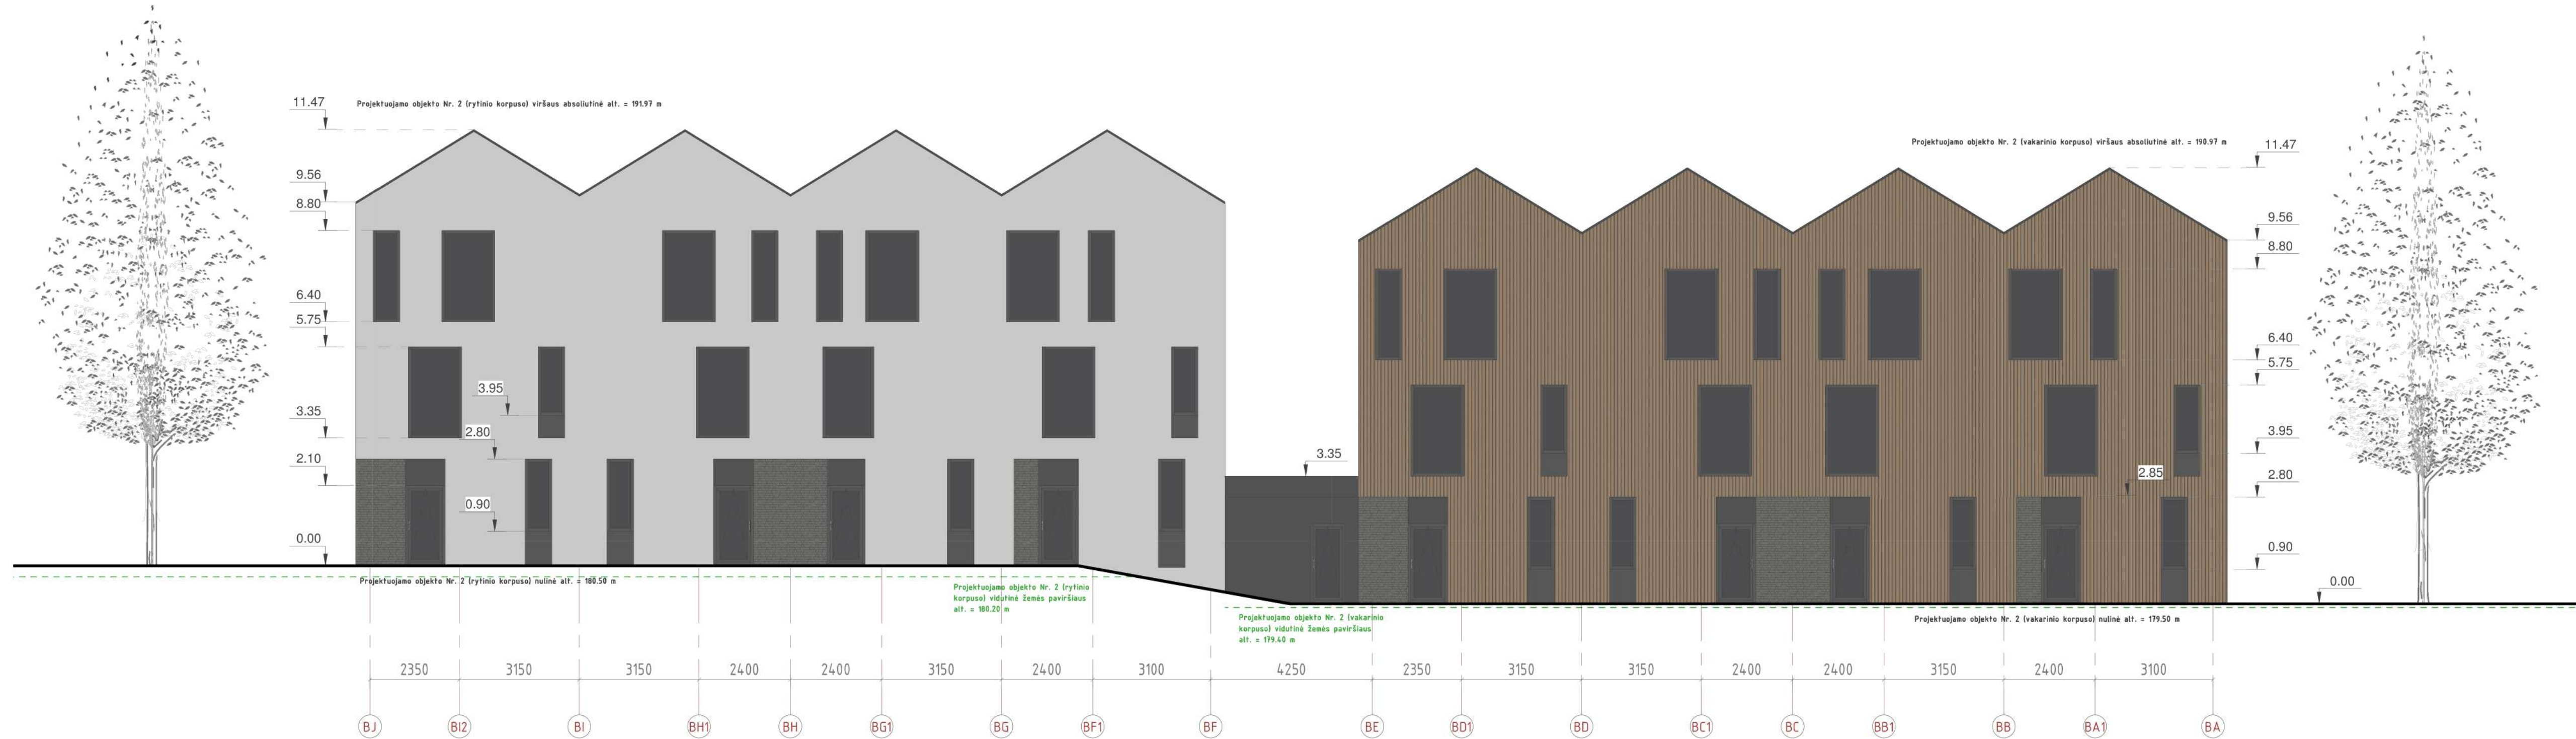 11.47
Projektuojamo objekto Nr. 2 (rytinio korpuso) viršaus absoliutinė alt. = 191.97 m
Projektuojamo objekto Nr. 2 (vakarinio korpuso) viršaus absoliutinė alt. = 190.97 m
11.47
9.56
8.80
9.56
8.80
6.40
5.75
6.40
5.75
3.95
3.35
2.80
3.35
3.95
2.10
2.85
2.80
0.90
0.00
0.90
0.00
Projektuojamo objekto Nr. 2 (rytinio korpuso) nulinė alt. = 180.50 m
Projektuojamo objekto Nr. 2 (rytinio
korpuso) vidutinė žemės paviršiaus
alt. = 180.20 m
Projektuojamo objekto Nr. 2 (vakarinio
korpuso) vidutinė žemės paviršiaus
alt. = 179.40 m
Projektuojamo objekto Nr. 2 (vakarinio korpuso) nulinė alt. = 179.50 m
2350 3150 3150 2400 2400 3150 2400 3100 4250 2350 3150 3150 2400 2400 3150 2400 3100
BJ BI2 BI BH1 BH BG1 BG BF1 BF BE BD1 BD BC1 BC BB1 BB BA1 BA